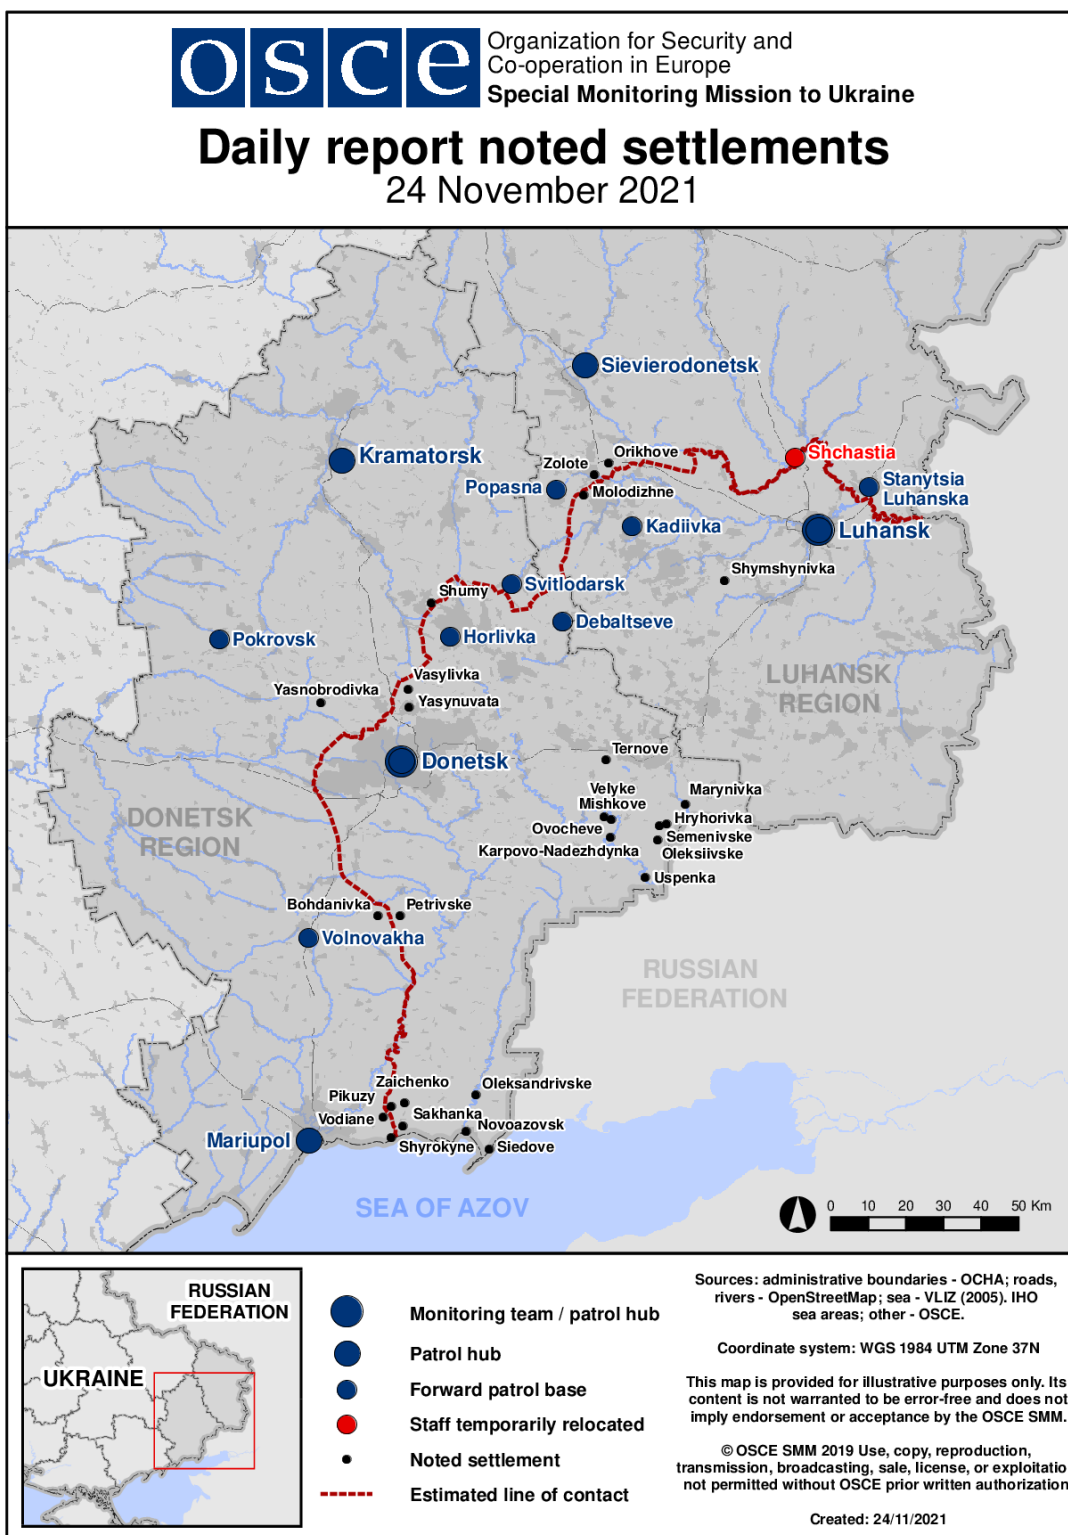 osce
Organization for Security and
Co-operation in Europe
Special Monitoring Mission to Ukraine
Daily report noted settlements
24 November 2021
Sievierodonetsk
Kramatorsk
Orikhove
Zolote
Shchastia
Popasna
Molodizhne
Stanytsia
Luhanska
Kadiivka
Luhansk
Shymshynivka
Svitlodarsk
Shumy
Debaltseve
Pokrovsk
Horlivka
LUHANSK
REGION
Vasylivka
Yasnobrodivka
Yasynuvata
Donetsk
Ternove
Velyke
Mishkove
Marynivka
DONETSK
REGION
Ovocheve
Hryhorivka
Semenivske
Karpovo-Nadezhdynka
Oleksiivske
Uspenka
Bohdanivka
Petrivske
Volnovakha
RUSSIAN
FEDERATION
Zaichenko
Oleksandrivske
Pikuzy
Sakhanka
Vodiane
Novoazovsk
Mariupol
Shyrokyne
Siedove
SEA OF AZOV
0 10 20 30 40 50 Km
RUSSIAN
FEDERATION
UKRAINE
Monitoring team / patrol hub
Patrol hub
Forward patrol base
Staff temporarily relocated
Noted settlement
Estimated line of contact
Sources: administrative boundaries - OCHA; roads,
rivers - OpenStreetMap; sea - VLIZ (2005). IHO
sea areas; other - OSCE.
Coordinate system: WGS 1984 UTM Zone 37N
This map is provided for illustrative purposes only. Its
content is not warranted to be error-free and does not
imply endorsement or acceptance by the OSCE SMM.
© OSCE SMM 2019 Use, copy, reproduction,
transmission, broadcasting, sale, license, or exploitatio
not permitted without OSCE prior written authorization
Created: 24/11/2021